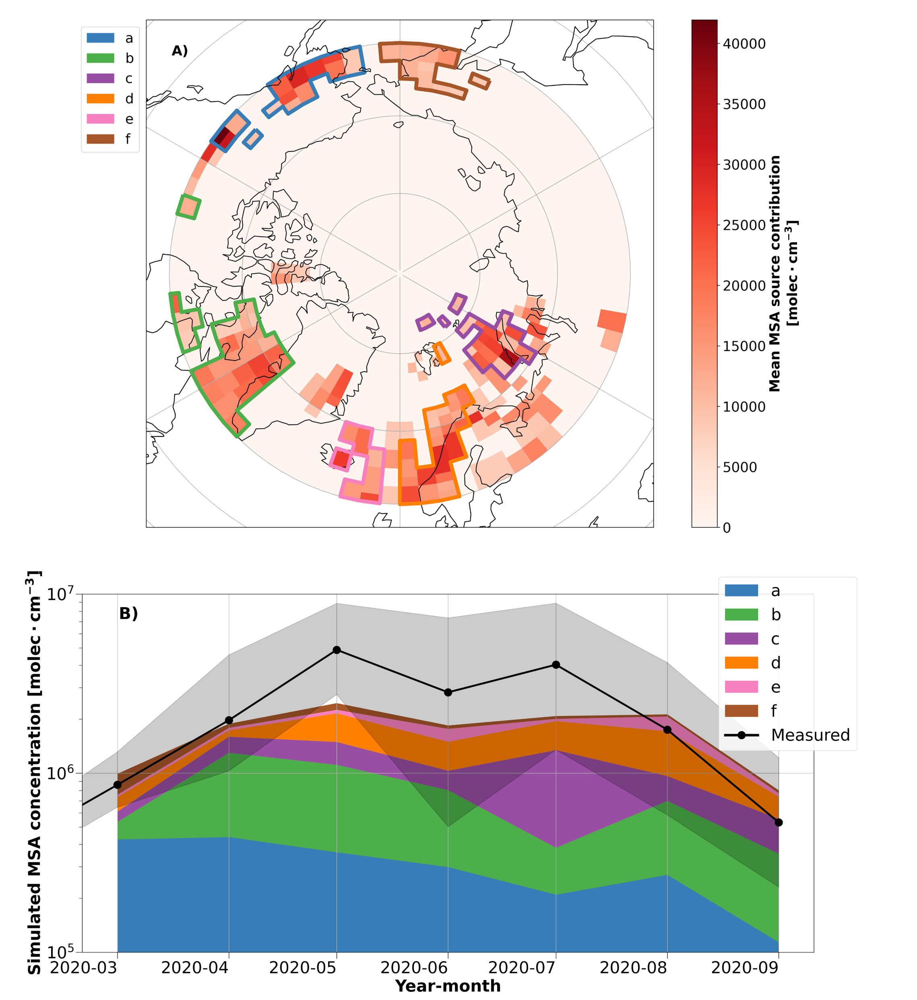 a
b
c
d
e
f
A)
40000
35000
30000
25000
20000
15000
10000
5000
0
Mean MSA source contribution
[molec · cm⁻³]
B)
10⁷
10⁶
10⁵
Simulated MSA concentration [molec · cm⁻³]
a
b
c
d
e
f
Measured
2020-03 2020-04 2020-05 2020-06 2020-07 2020-08 2020-09
Year-month